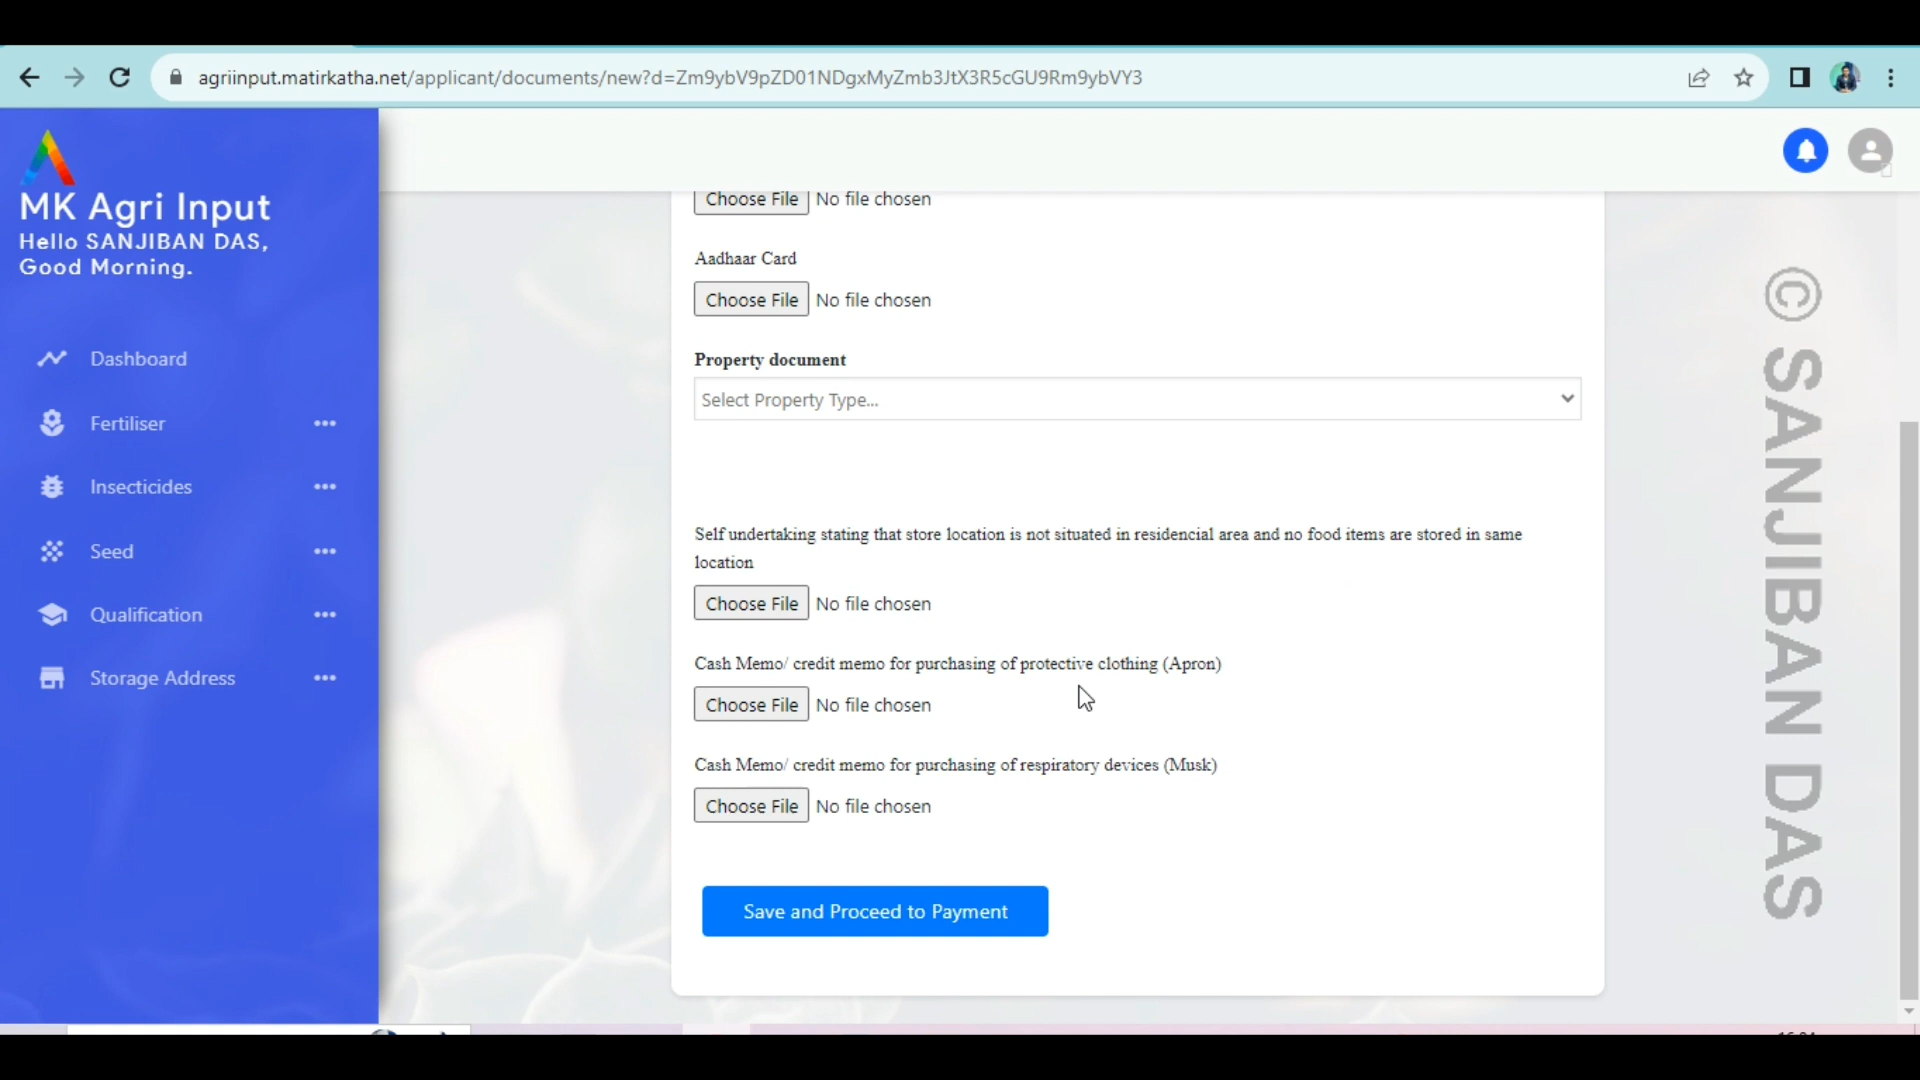 agriinput.matirkatha.net/applicant/documents/new?d=Zm9ybV9pZD01NDgxMyZmb3JtX3R5cGU9Rm9ybVY3
MK Agri Input
Hello SANJIBAN DAS,
Good Morning.
Dashboard
Fertiliser
Insecticides
Seed
Qualification
Storage Address
Choose File No file chosen
Aadhaar Card
Choose File No file chosen
Property document
Select Property Type...
Self undertaking stating that store location is not situated in residencial area and no food items are stored in same
location
Choose File No file chosen
Cash Memo/ credit memo for purchasing of protective clothing (Apron)
Choose File No file chosen
Cash Memo/ credit memo for purchasing of respiratory devices (Musk)
Choose File No file chosen
Save and Proceed to Payment
© SANJIBAN DAS